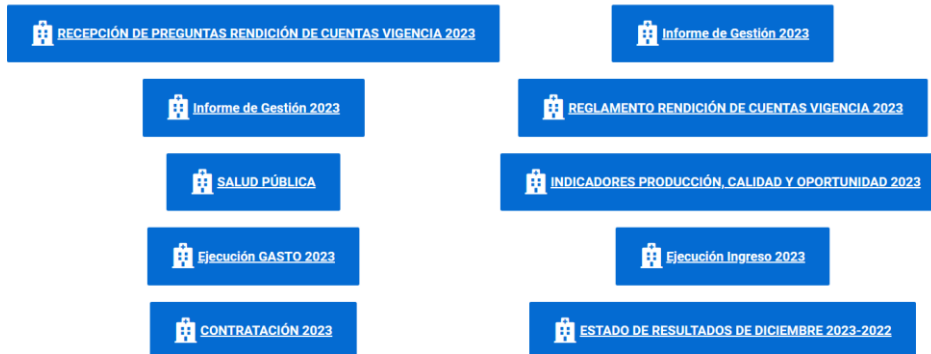 RECEPCIÓN DE PREGUNTAS RENDICIÓN DE CUENTAS VIGENCIA 2023
Informe de Gestión 2023
Informe de Gestión 2023
REGLAMENTO RENDICIÓN DE CUENTAS VIGENCIA 2023
SALUD PÚBLICA
INDICADORES PRODUCCIÓN, CALIDAD Y OPORTUNIDAD 2023
Ejecución GASTO 2023
Ejecución Ingreso 2023
CONTRATACIÓN 2023
ESTADO DE RESULTADOS DE DICIEMBRE 2023-2022